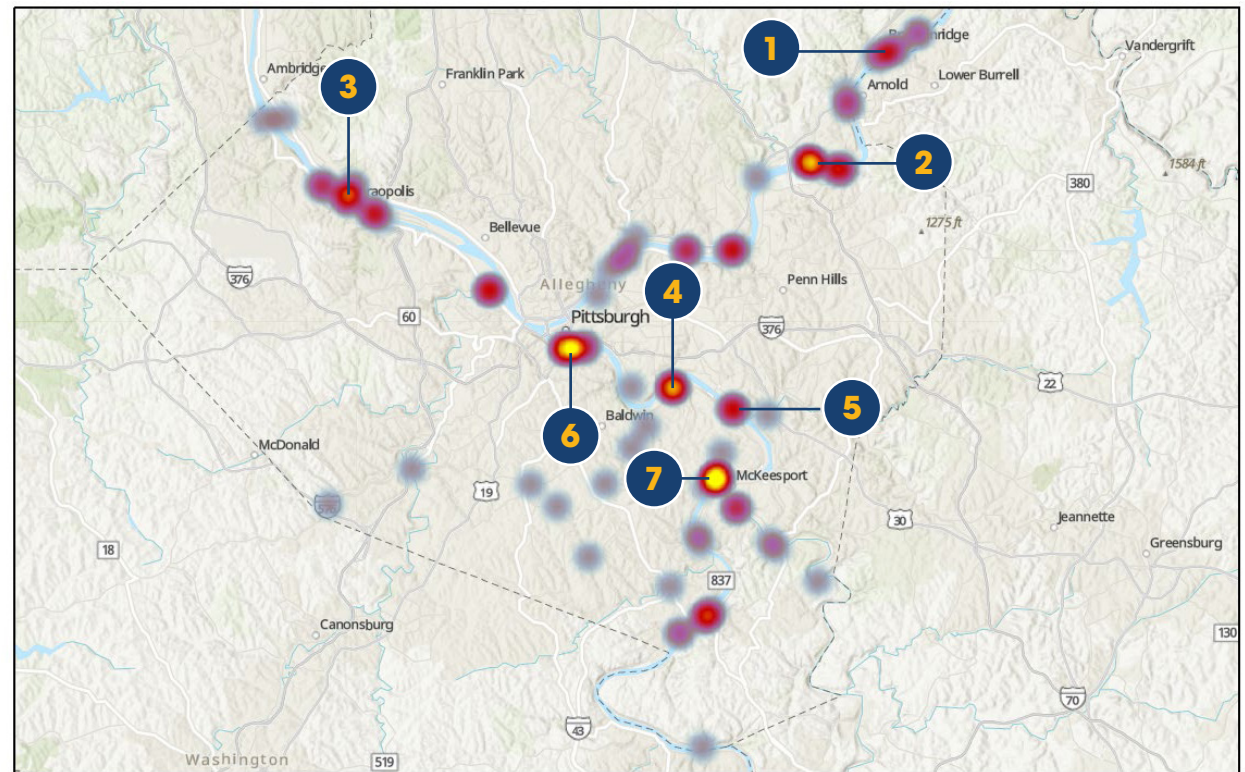 1
Vandergrift
Ambridge
Franklin Park
Lower Burrell
Arnold
3
2
1584 ft
380
1275 ft
Bellevue
376
Allegheny
Penn Hills
4
60
Pittsburgh
376
22
5
Baldwin
6
McDonald
7
McKeesport
19
30
Jeannette
18
Greensburg
837
Canonsburg
130
70
43
Washington
519